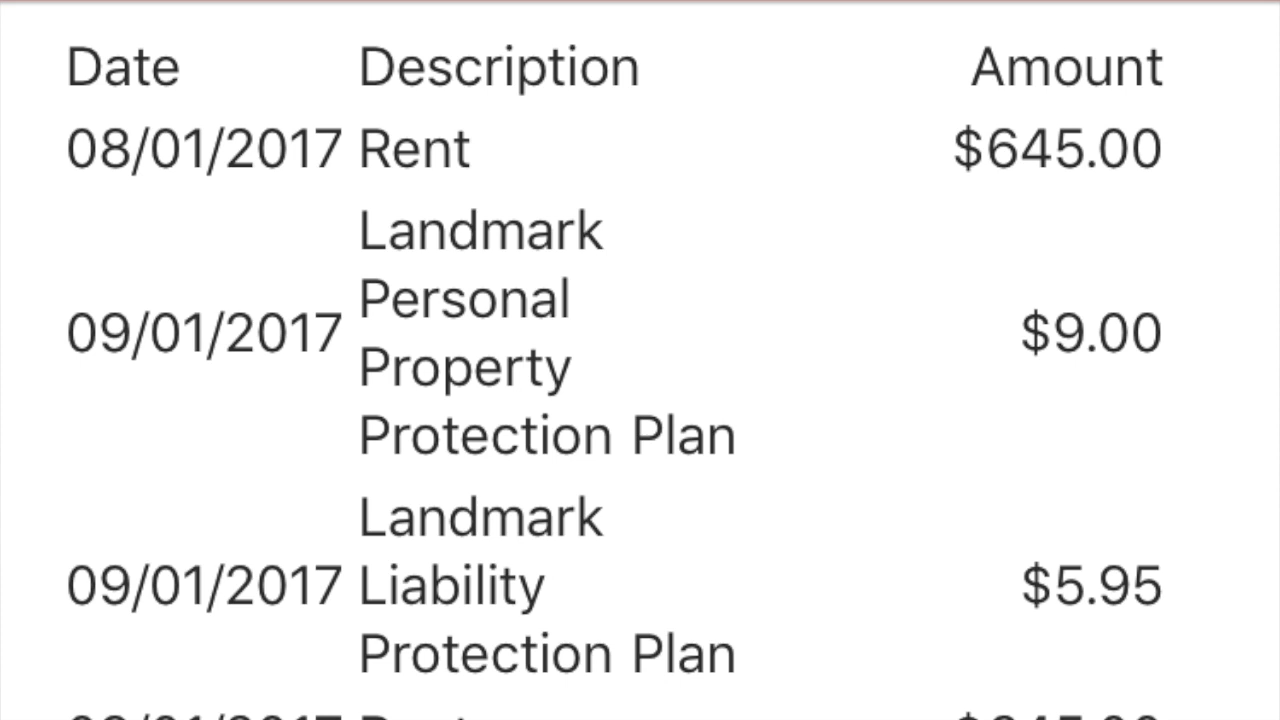 Date Description Amount
08/01/2017 Rent $645.00
Landmark
Personal
09/01/2017 $9.00
Property
Protection Plan
Landmark
09/01/2017 Liability $5.95
Protection Plan